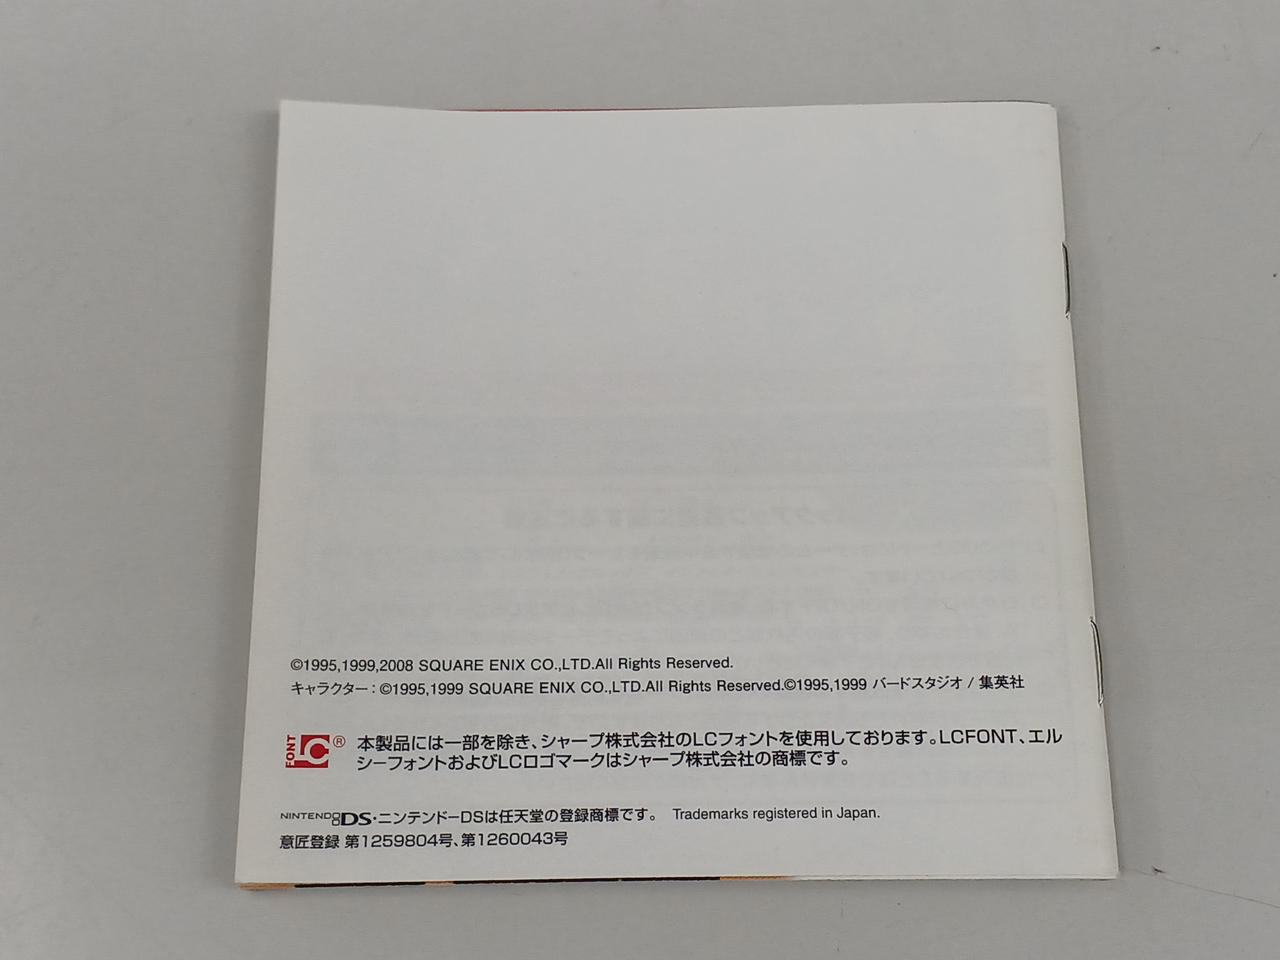 ©1995,1999,2008 SQUARE ENIX CO.,LTD.All Rights Reserved.
キャラクター：©1995,1999 SQUARE ENIX CO.,LTD.All Rights Reserved.©1995,1999 バードスタジオ / 集英社
LC FONT ® 本製品には一部を除き、シャープ株式会社のLCフォントを使用しております。LCFONT、エル
シーフォントおよびLCロゴマークはシャープ株式会社の商標です。
NINTENDO DS・ニンテンドーDSは任天堂の登録商標です。 Trademarks registered in Japan.
意匠登録 第1259804号、第1260043号